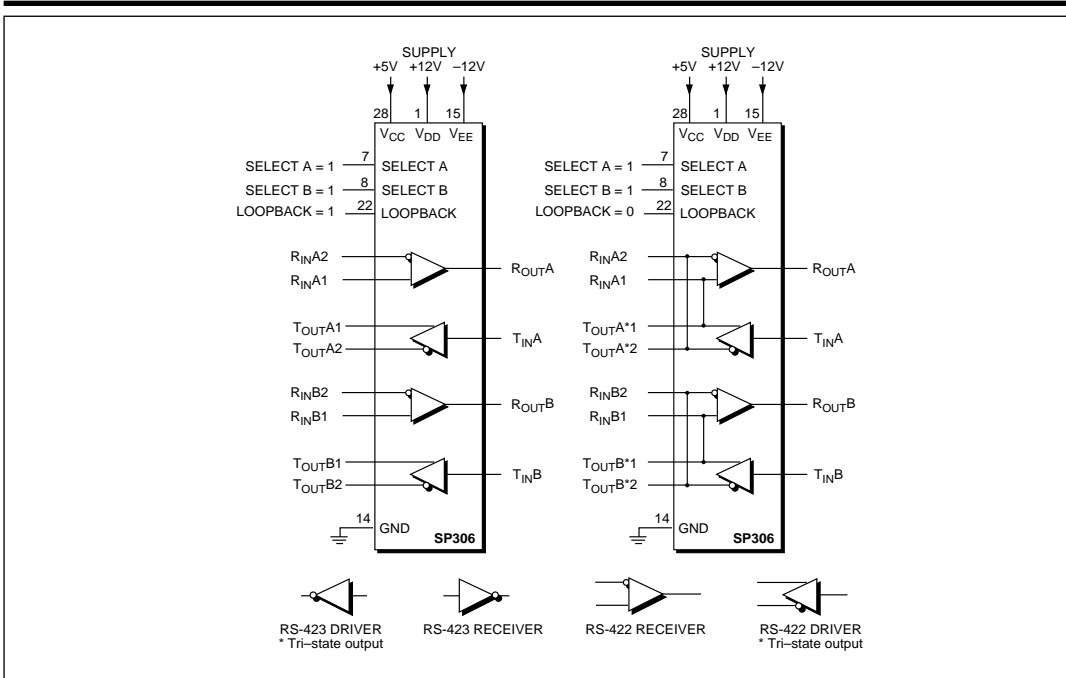 SUPPLY
+5V +12V –12V
28 1 15
VCC VDD VEE
SELECT A = 1 7 SELECT A
SELECT B = 1 8 SELECT B
LOOPBACK = 1 22 LOOPBACK
RINA2
ROUTA
RINA1
TOUTA1
TINA
TOUTA2
RINB2
ROUTB
RINB1
TOUTB1
TINB
TOUTB2
14 GND
SP306
SUPPLY
+5V +12V –12V
28 1 15
VCC VDD VEE
SELECT A = 1 7 SELECT A
SELECT B = 1 8 SELECT B
LOOPBACK = 0 22 LOOPBACK
RINA2
ROUTA
RINA1
TOUTA*1
TINA
TOUTA*2
RINB2
ROUTB
RINB1
TOUTB*1
TINB
TOUTB*2
14 GND
SP306
RS-423 DRIVER
* Tri–state output
RS-423 RECEIVER
RS-422 RECEIVER
RS-422 DRIVER
* Tri–state output